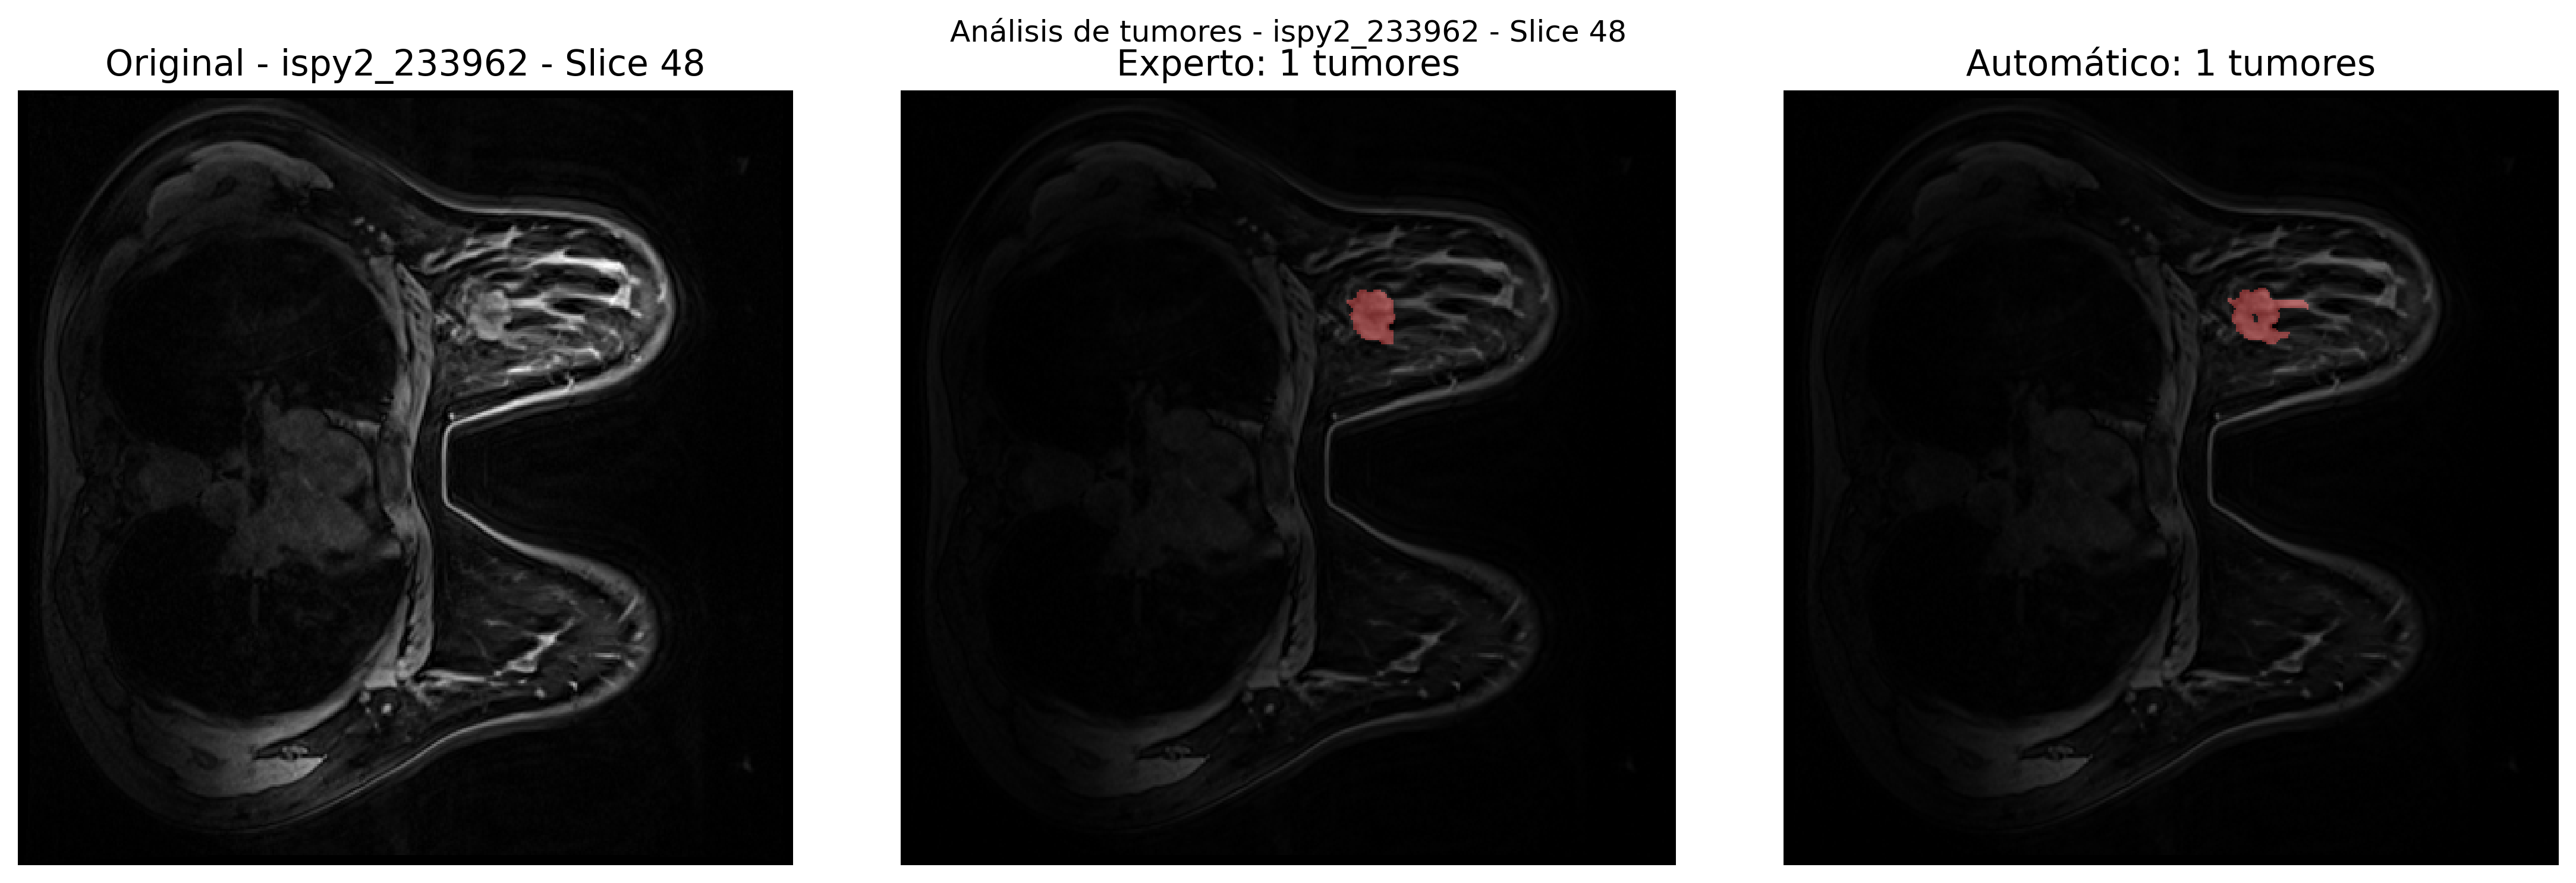 Análisis de tumores - ispy2_233962 - Slice 48
Original - ispy2_233962 - Slice 48
Experto: 1 tumores
Automático: 1 tumores